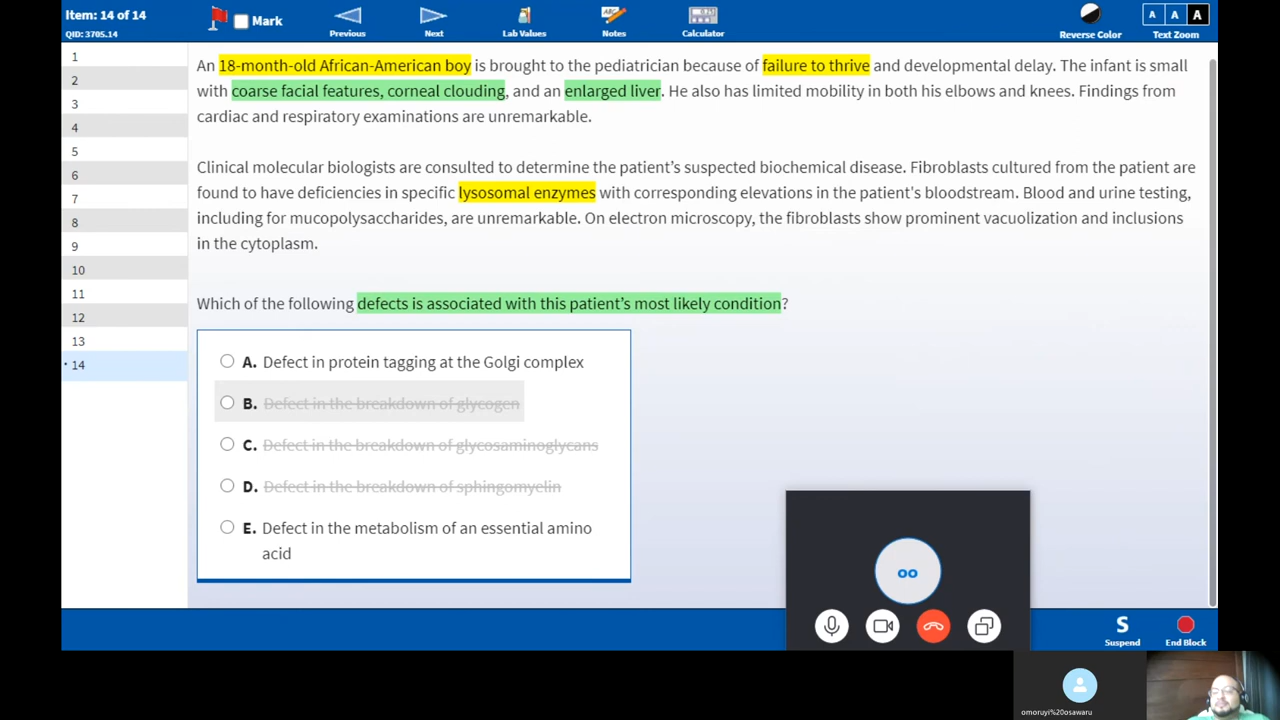 Item: 14 of 14
QID: 3705.14
Mark
Previous
Next
Lab Values
Notes
Calculator
Reverse Color
A A A
Text Zoom
1
2
3
4
5
6
7
8
9
10
11
12
13
14
An 18-month-old African-American boy is brought to the pediatrician because of failure to thrive and developmental delay. The infant is small
with coarse facial features, corneal clouding, and an enlarged liver. He also has limited mobility in both his elbows and knees. Findings from
cardiac and respiratory examinations are unremarkable.
Clinical molecular biologists are consulted to determine the patient's suspected biochemical disease. Fibroblasts cultured from the patient are
found to have deficiencies in specific lysosomal enzymes with corresponding elevations in the patient's bloodstream. Blood and urine testing,
including for mucopolysaccharides, are unremarkable. On electron microscopy, the fibroblasts show prominent vacuolization and inclusions
in the cytoplasm.
Which of the following defects is associated with this patient's most likely condition?
A. Defect in protein tagging at the Golgi complex
B. Defect in the breakdown of glycogen
C. Defect in the breakdown of glycosaminoglycans
D. Defect in the breakdown of sphingomyelin
E. Defect in the metabolism of an essential amino
acid
OO
S
Suspend
End Block
omoruyi%20osawaru